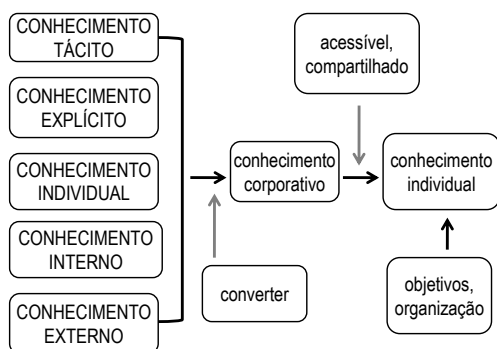 CONHECIMENTO
TÁCITO
CONHECIMENTO
EXPLÍCITO
CONHECIMENTO
INDIVIDUAL
CONHECIMENTO
INTERNO
CONHECIMENTO
EXTERNO
acessível,
compartilhado
conhecimento
corporativo
conhecimento
individual
converter
objetivos,
organização